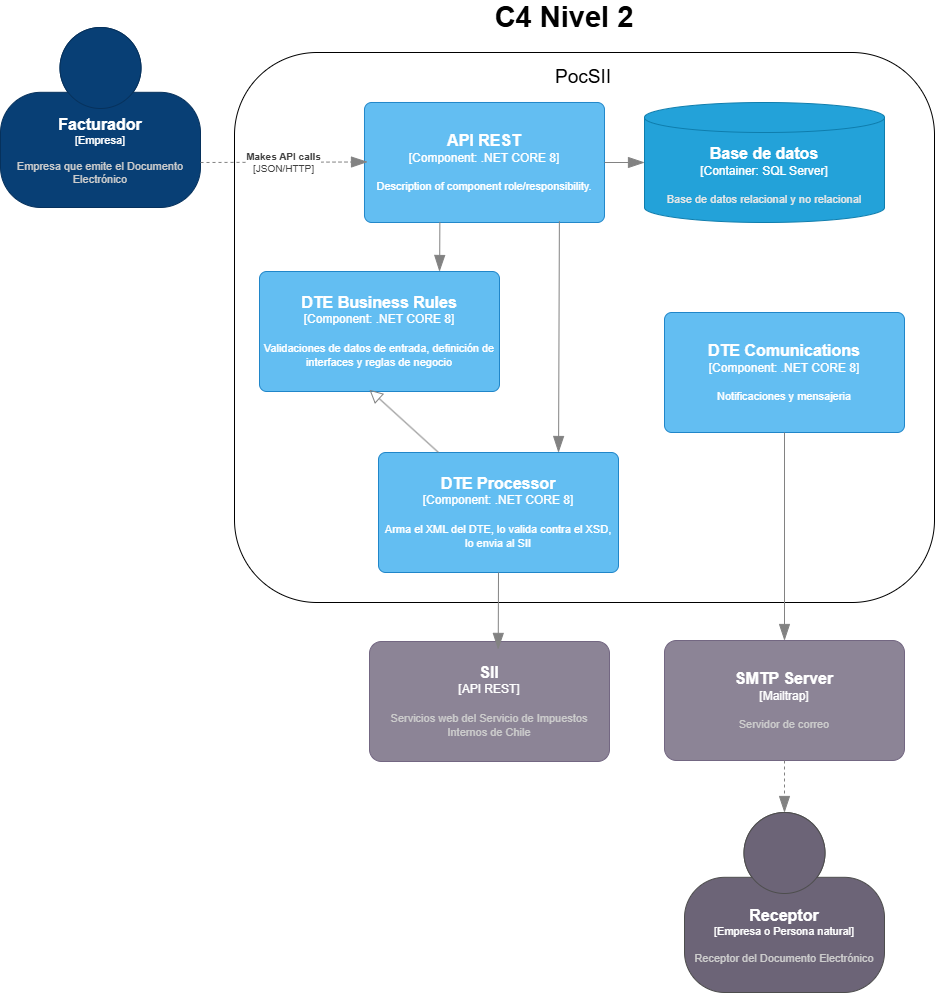 C4 Nivel 2
PocSII
Facturador
[Empresa]
Empresa que emite el Documento
Electrónico
Makes API calls
[JSON/HTTP]
API REST
[Component: .NET CORE 8]
Description of component role/responsibility.
Base de datos
[Container: SQL Server]
Base de datos relacional y no relacional
DTE Business Rules
[Component: .NET CORE 8]
Validaciones de datos de entrada, definición de
interfaces y reglas de negocio
DTE Comunications
[Component: .NET CORE 8]
Notificaciones y mensajeria
DTE Processor
[Component: .NET CORE 8]
Arma el XML del DTE, lo valida contra el XSD,
lo envia al SII
SII
[API REST]
Servicios web del Servicio de Impuestos
Internos de Chile
SMTP Server
[Mailtrap]
Servidor de correo
Receptor
[Empresa o Persona natural]
Receptor del Documento Electrónico